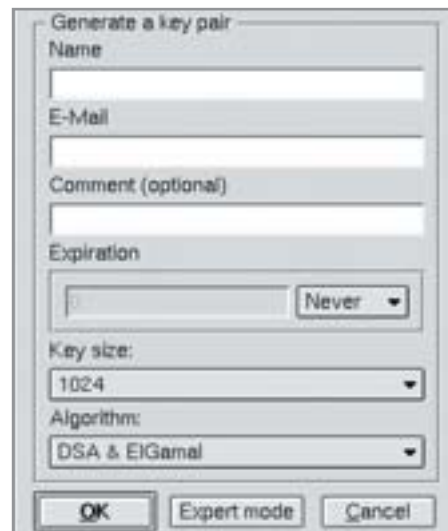 Generate a key pair
Name
E-Mail
Comment (optional)
Expiration
0 Never
Key size:
1024
Algorithm:
DSA & ElGamal
OK Expert mode Cancel